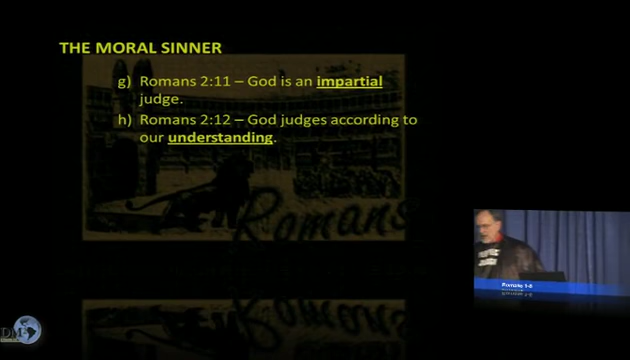 THE MORAL SINNER
g) Romans 2:11 – God is an impartial
judge.
h) Romans 2:12 – God judges according to
our understanding.
Romans
Romans 1-8
DM